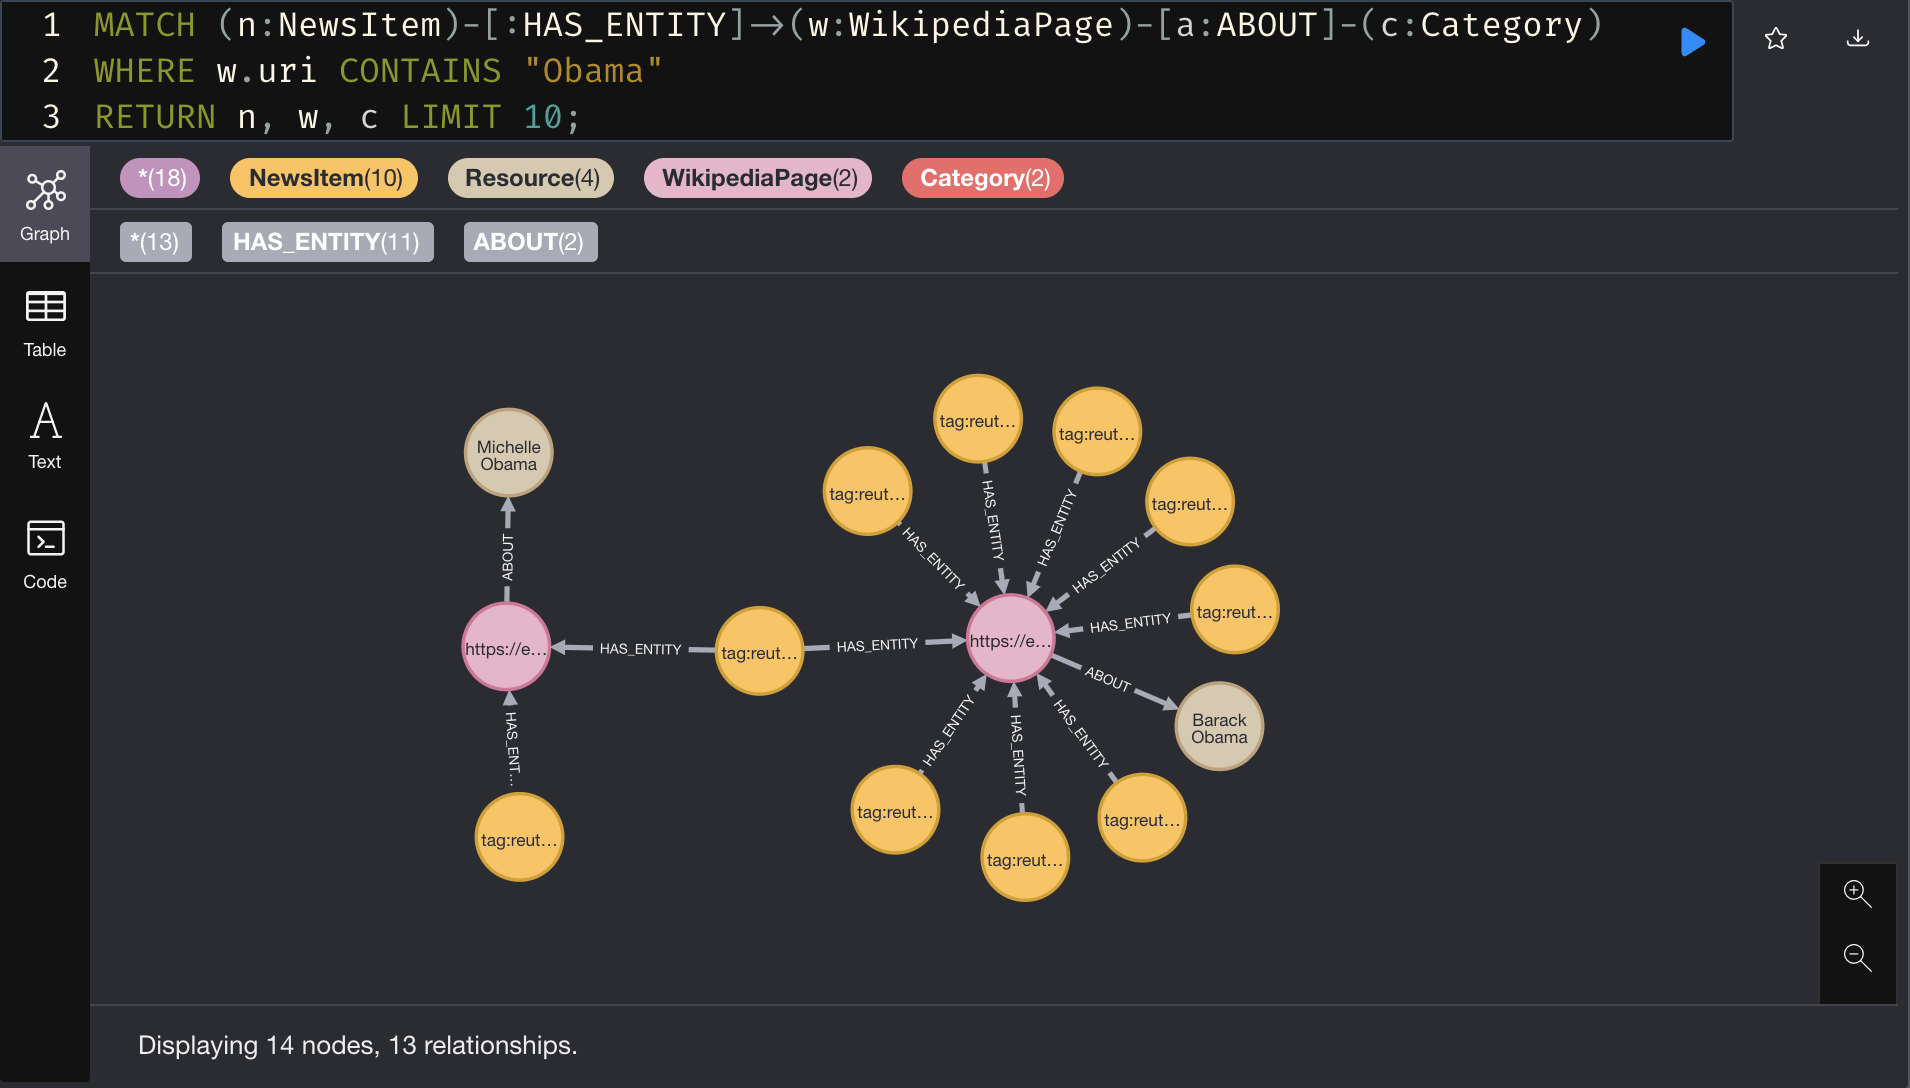 1 MATCH (n:NewsItem)-[:HAS_ENTITY]->(w:WikipediaPage)-[a:ABOUT]-(c:Category)
2 WHERE w.uri CONTAINS "Obama"
3 RETURN n, w, c LIMIT 10;
*(18) NewsItem(10) Resource(4) WikipediaPage(2) Category(2)
*(13) HAS_ENTITY(11) ABOUT(2)
Graph
Table
Text
Code
Michelle
Obama
ABOUT
https://e...
HAS_ENTITY
tag:reut...
HAS_ENTITY
https://e...
HAS_ENT...
tag:reut...
tag:reut...
HAS_ENTITY
tag:reut...
HAS_ENTITY
tag:reut...
HAS_ENTITY
tag:reut...
HAS_ENTITY
tag:reut...
HAS_ENTITY
ABOUT
Barack
Obama
HAS_ENTITY
tag:reut...
HAS_ENTITY
tag:reut...
HAS_ENTITY
tag:reut...
Displaying 14 nodes, 13 relationships.